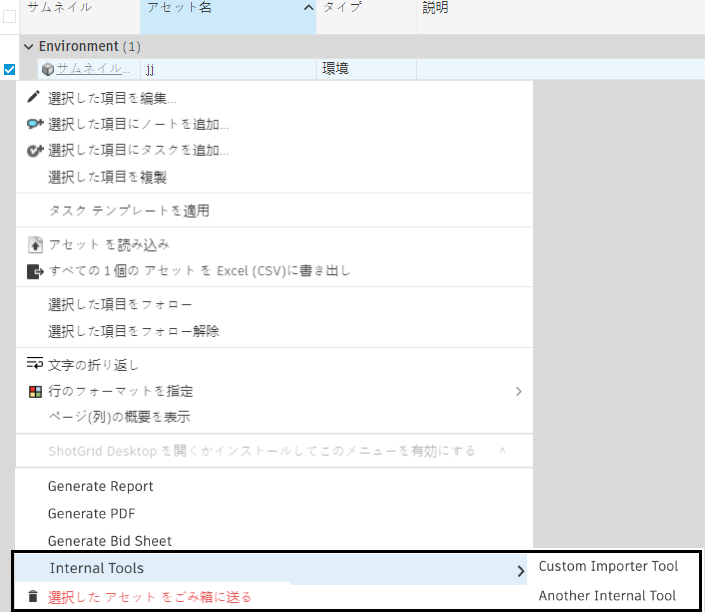 サムネイル アセット名 タイプ 説明
Environment (1)
サムネイル... jj 環境
選択した項目を編集...
選択した項目にノートを追加...
選択した項目にタスクを追加...
選択した項目を複製
タスク テンプレートを適用
アセット を読み込み
すべての 1 個の アセット を Excel (CSV)に書き出し
選択した項目をフォロー
選択した項目をフォロー解除
文字の折り返し
行のフォーマットを指定
ページ(列)の概要を表示
ShotGrid Desktop を開くかインストールしてこのメニューを有効にする
Generate Report
Generate PDF
Generate Bid Sheet
Internal Tools
Custom Importer Tool
選択した アセット をごみ箱に送る
Another Internal Tool